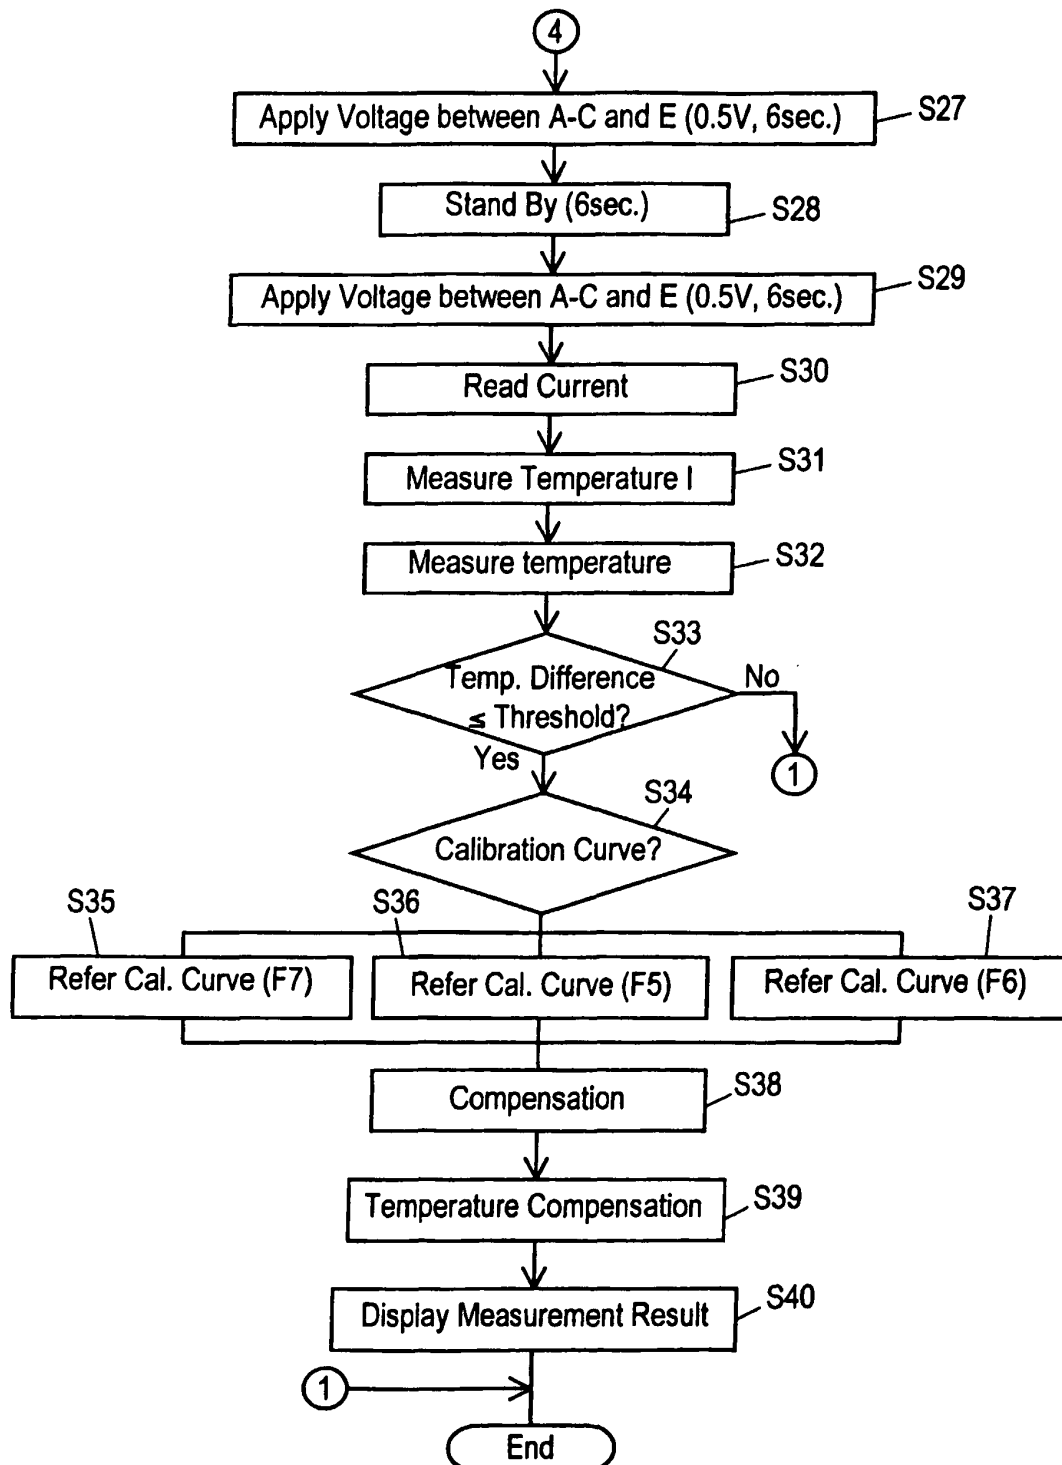 4
Apply Voltage between A-C and E (0.5V, 6sec.)
S27
Stand By (6sec.)
S28
Apply Voltage between A-C and E (0.5V, 6sec.)
S29
Read Current
S30
Measure Temperature I
S31
Measure temperature
S32
S33
Temp. Difference
≤ Threshold?
No
Yes
1
S34
Calibration Curve?
S35
S36
S37
Refer Cal. Curve (F7)
Refer Cal. Curve (F5)
Refer Cal. Curve (F6)
Compensation
S38
Temperature Compensation
S39
Display Measurement Result
S40
1
End